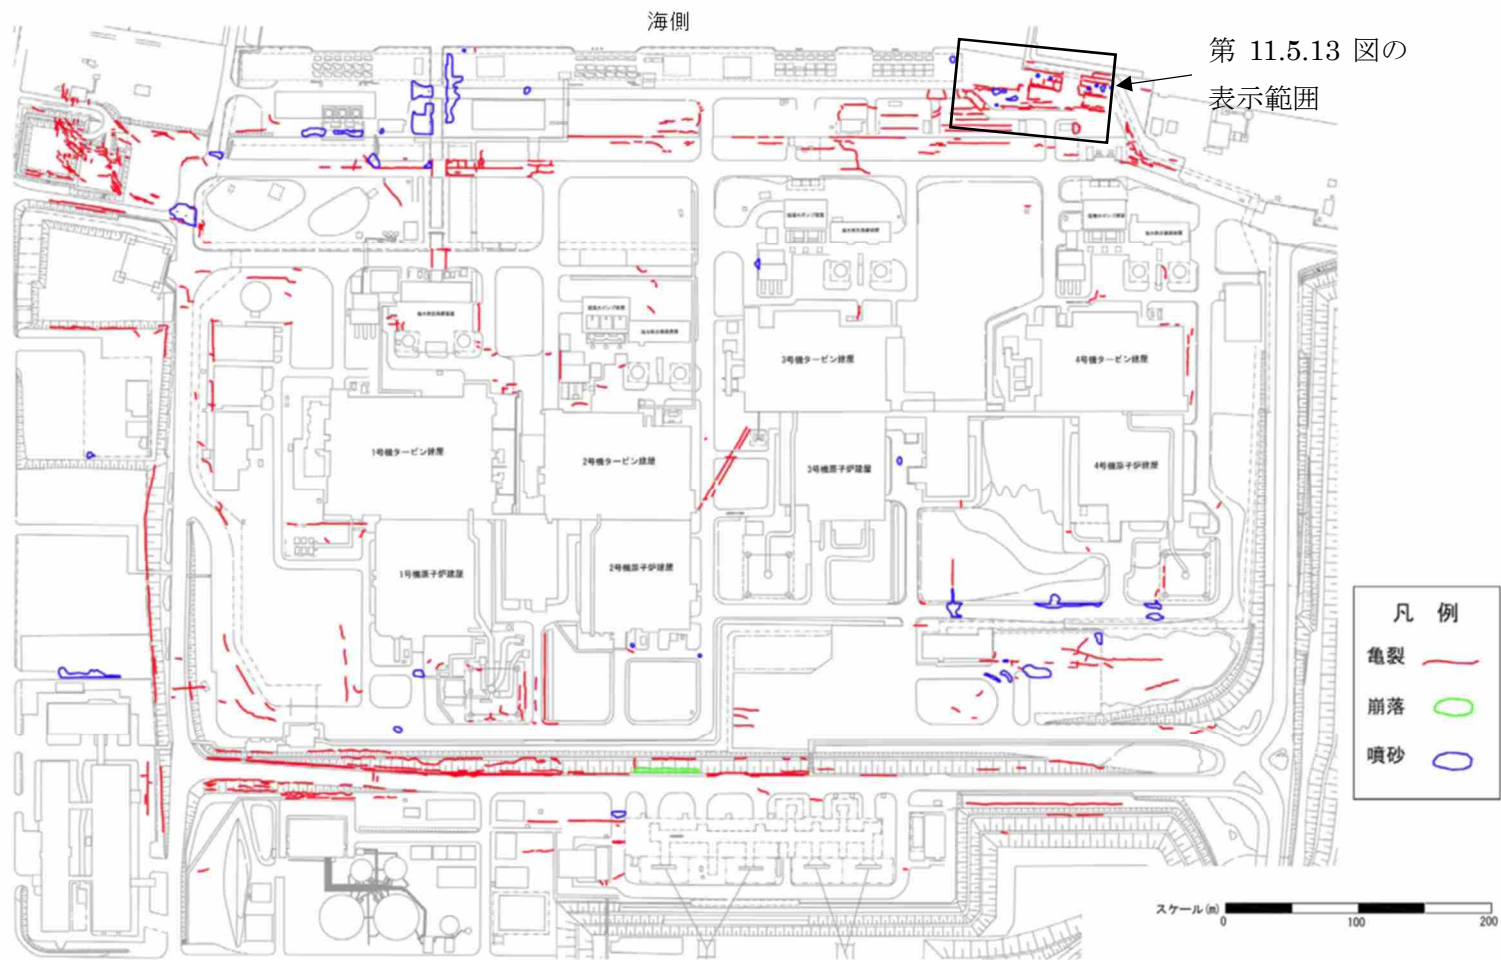 海側
第 11.5.13 図の
表示範囲
3号機タービン建屋
4号機タービン建屋
1号機タービン建屋
2号機タービン建屋
3号機原子炉建屋
4号機原子炉建屋
1号機原子炉建屋
2号機原子炉建屋
凡 例
亀裂
崩落
噴砂
スケール(m)
0
100
200